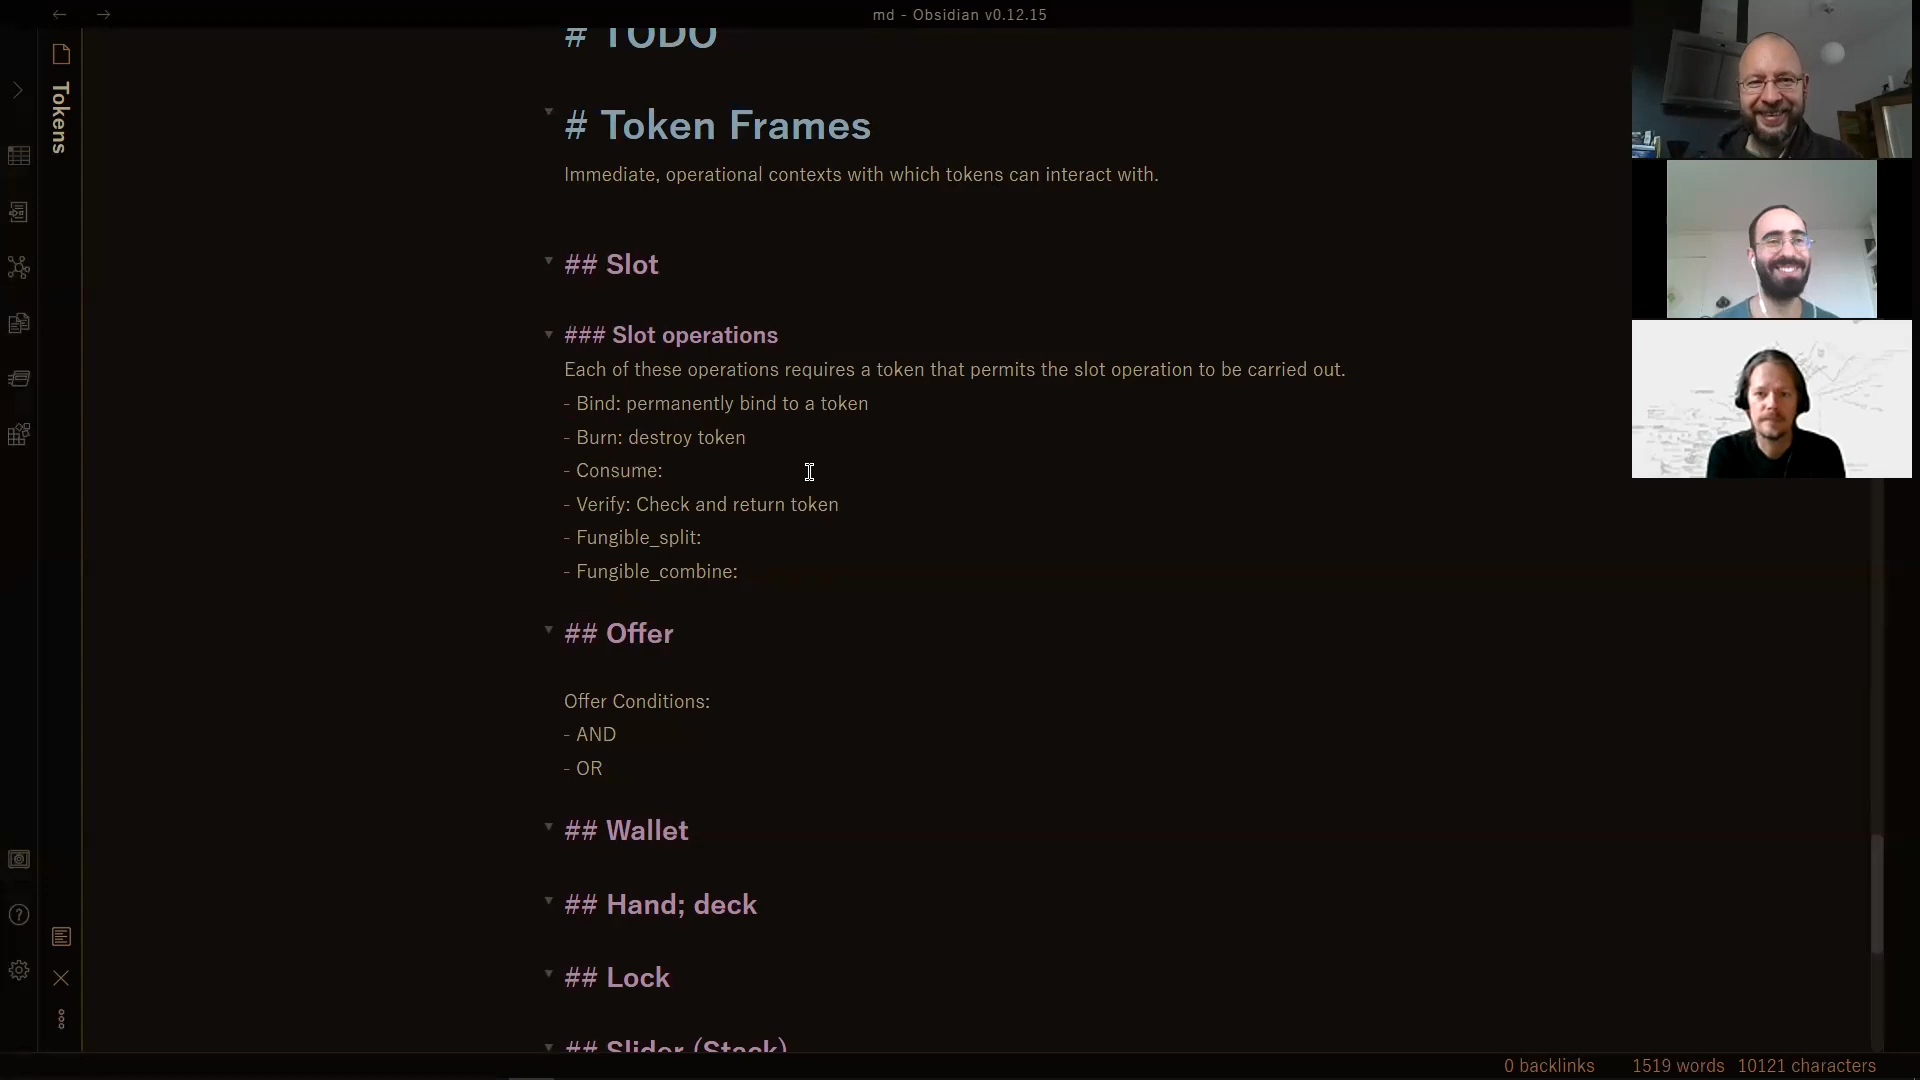 md - Obsidian v0.12.15
Tokens
# TODO
# Token Frames
Immediate, operational contexts with which tokens can interact with.
## Slot
### Slot operations
Each of these operations requires a token that permits the slot operation to be carried out.
- Bind: permanently bind to a token
- Burn: destroy token
- Consume:
- Verify: Check and return token
- Fungible_split:
- Fungible_combine:
## Offer
Offer Conditions:
- AND
- OR
## Wallet
## Hand; deck
## Lock
## Slider (Stack)
0 backlinks 1519 words 10121 characters